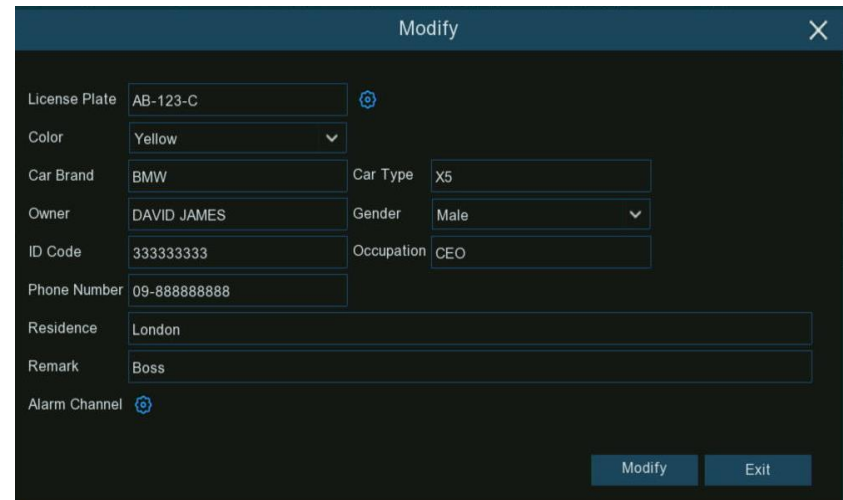 Modify
License Plate AB-123-C
Color Yellow
Car Brand BMW Car Type X5
Owner DAVID JAMES Gender Male
ID Code 333333333 Occupation CEO
Phone Number 09-888888888
Residence London
Remark Boss
Alarm Channel
Modify Exit